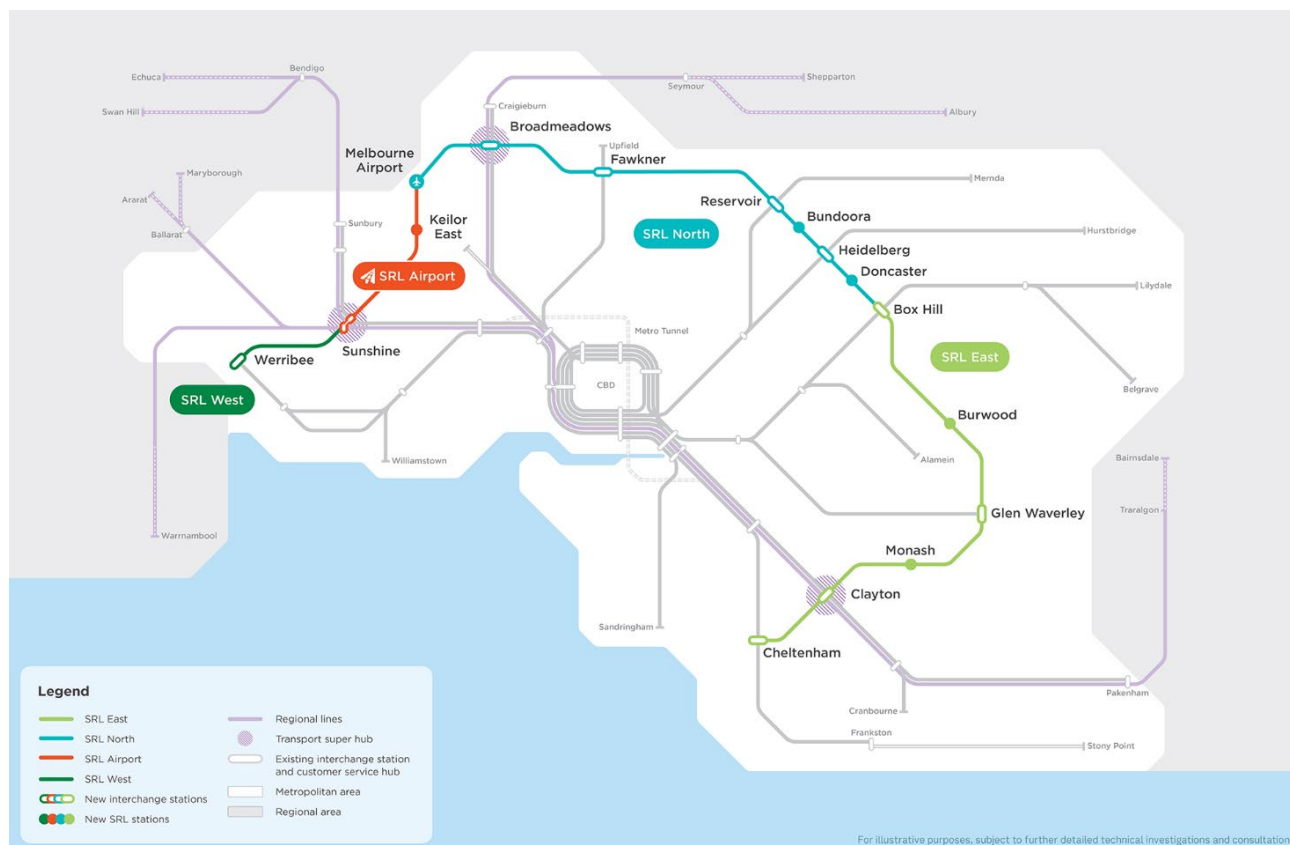 Echuca
Bendigo
Swan Hill
Maryborough
Ararat
Ballarat
Sunbury
Craigieburn
Broadmeadows
Melbourne
Airport
Keilor
East
Upfield
Fawkner
Seymour
Shepparton
Albury
Mernda
Reservoir
Bundoora
SRL North
Heidelberg
Hurstbridge
Doncaster
SRL Airport
Box Hill
Lilydale
Sunshine
Metro Tunnel
Werribee
SRL East
SRL West
CBD
Belgrave
Burwood
Williamstown
Alamein
Bairnsdale
Traralgon
Glen Waverley
Warrnambool
Monash
Clayton
Sandringham
Cheltenham
Pakenham
Cranbourne
Frankston
Stony Point
Legend
SRL East
SRL North
SRL Airport
SRL West
New interchange stations
New SRL stations
Regional lines
Transport super hub
Existing interchange station
and customer service hub
Metropolitan area
Regional area
For illustrative purposes, subject to further detailed technical investigations and consultation